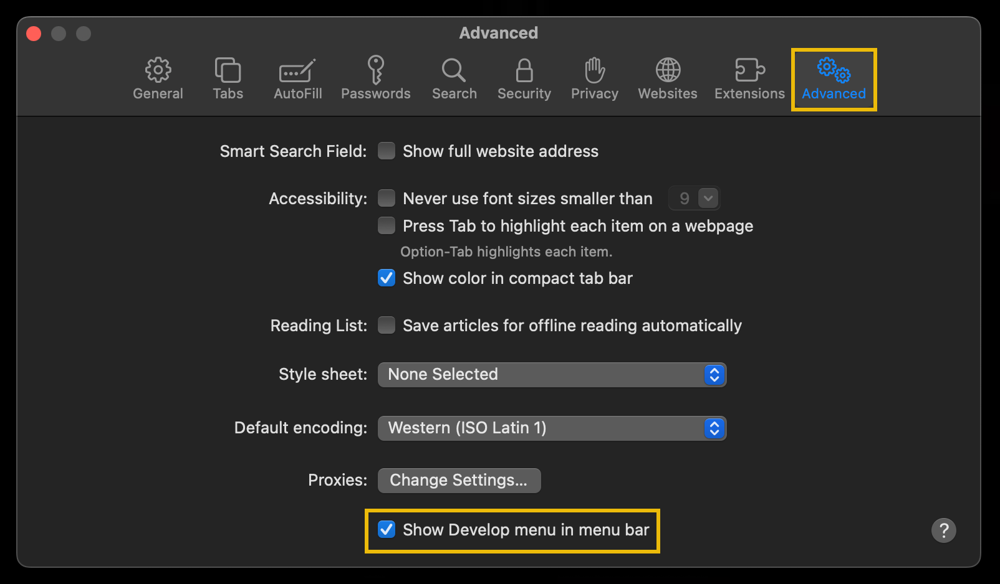 Advanced
General Tabs AutoFill Passwords Search Security Privacy Websites Extensions Advanced
Smart Search Field: Show full website address
Accessibility: Never use font sizes smaller than 9
Press Tab to highlight each item on a webpage
Option-Tab highlights each item.
Show color in compact tab bar
Reading List: Save articles for offline reading automatically
Style sheet: None Selected
Default encoding: Western (ISO Latin 1)
Proxies: Change Settings...
Show Develop menu in menu bar
?